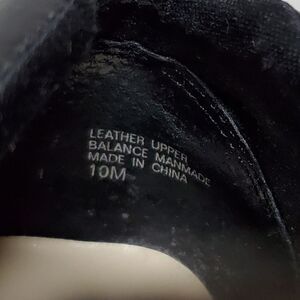 LEATHER UPPER
BALANCE MANMADE
MADE IN CHINA
10M